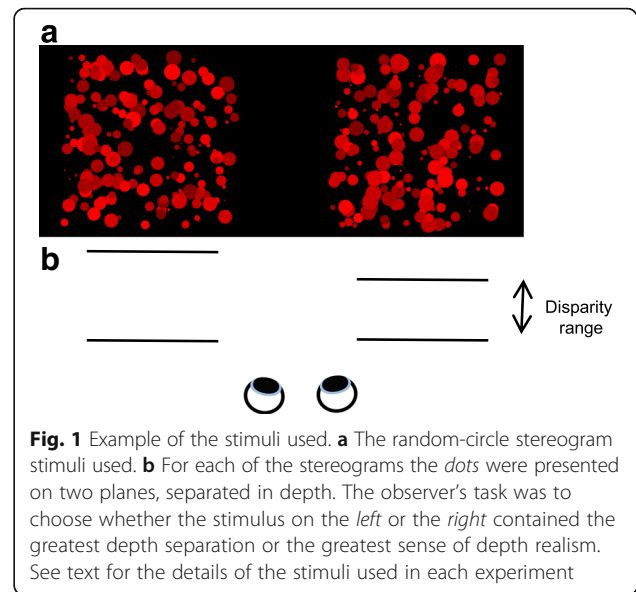 a
b
Disparity
range
Fig. 1 Example of the stimuli used. a The random-circle stereogram
stimuli used. b For each of the stereograms the dots were presented
on two planes, separated in depth. The observer's task was to
choose whether the stimulus on the left or the right contained the
greatest depth separation or the greatest sense of depth realism.
See text for the details of the stimuli used in each experiment